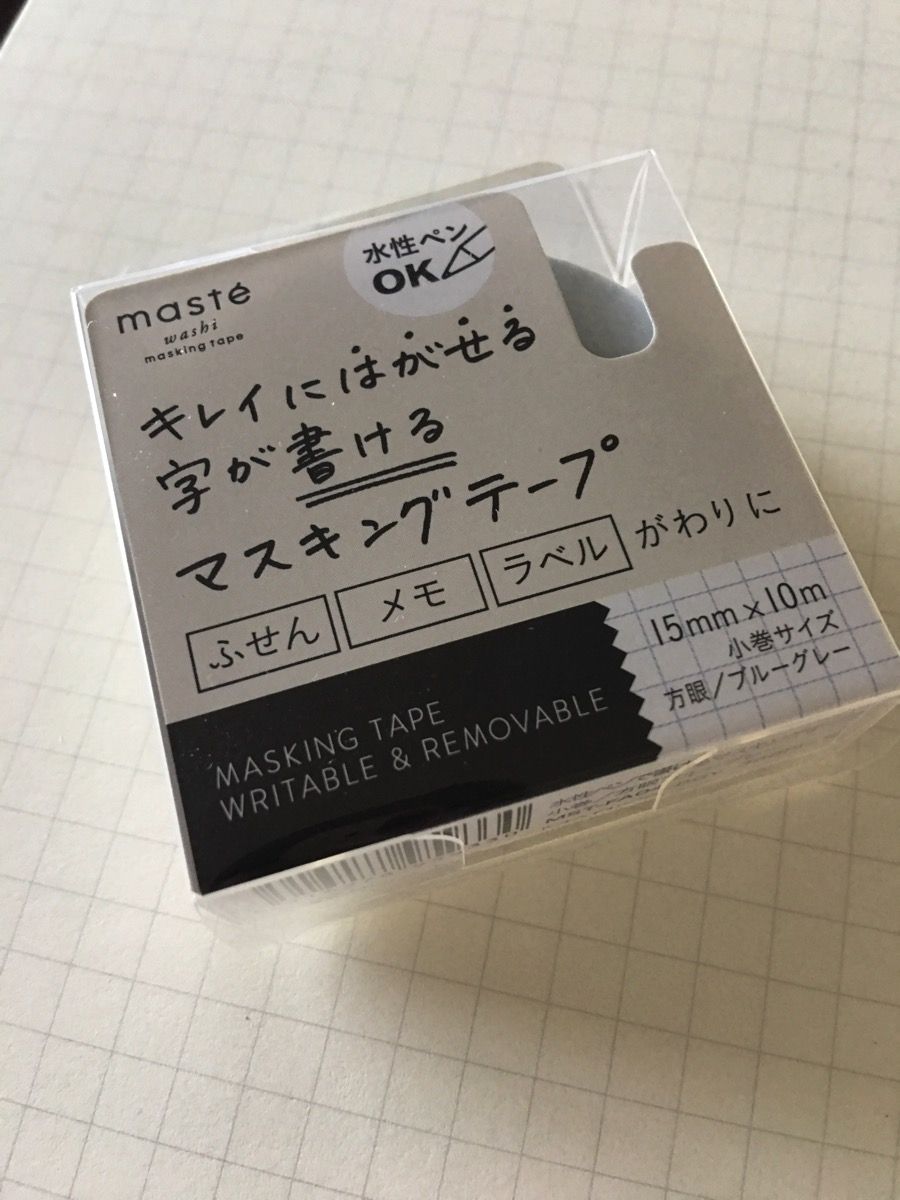 水性ペン
OK
masté
washi
masking tape
キレイにはがせる
字が書ける
マスキングテープ
ふせん メモ ラベル がわりに
15mm×10m
小巻サイズ
方眼/ブルーグレー
MASKING TAPE
WRITABLE & REMOVABLE